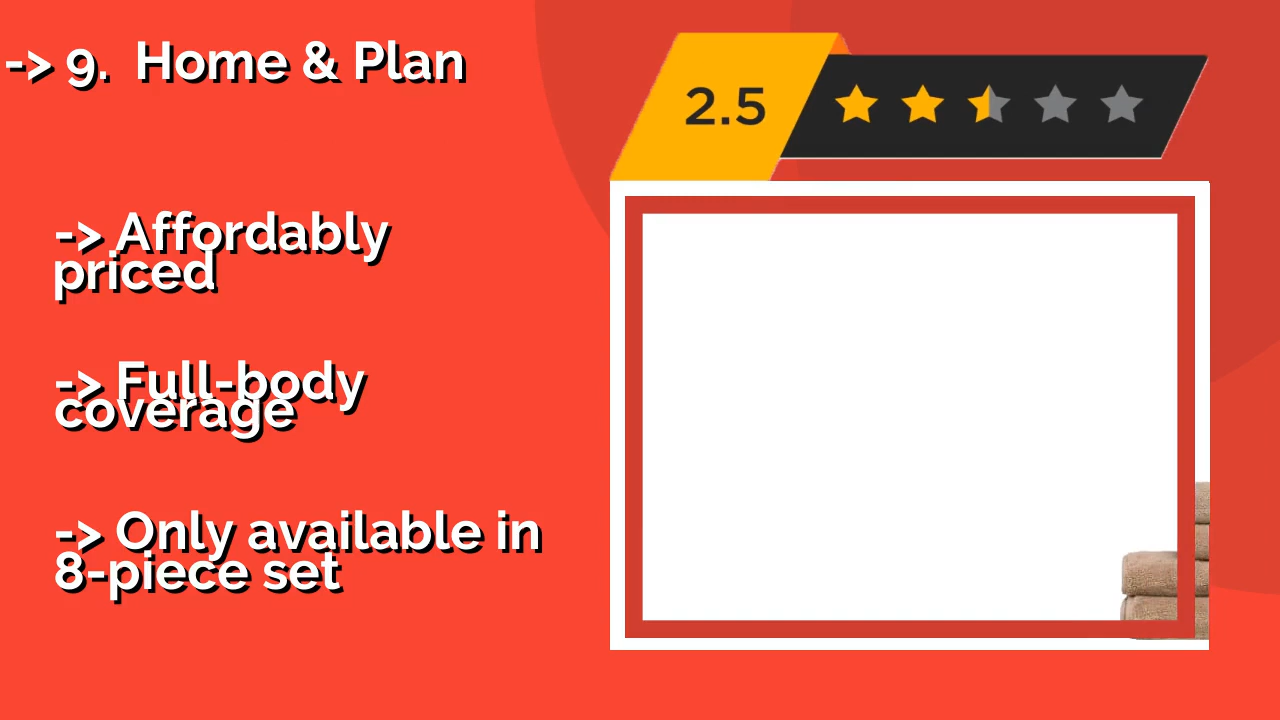 -> 9.  Home & Plan
2.5
-> Affordably
priced
-> Full-body
coverage
-> Only available in
8-piece set